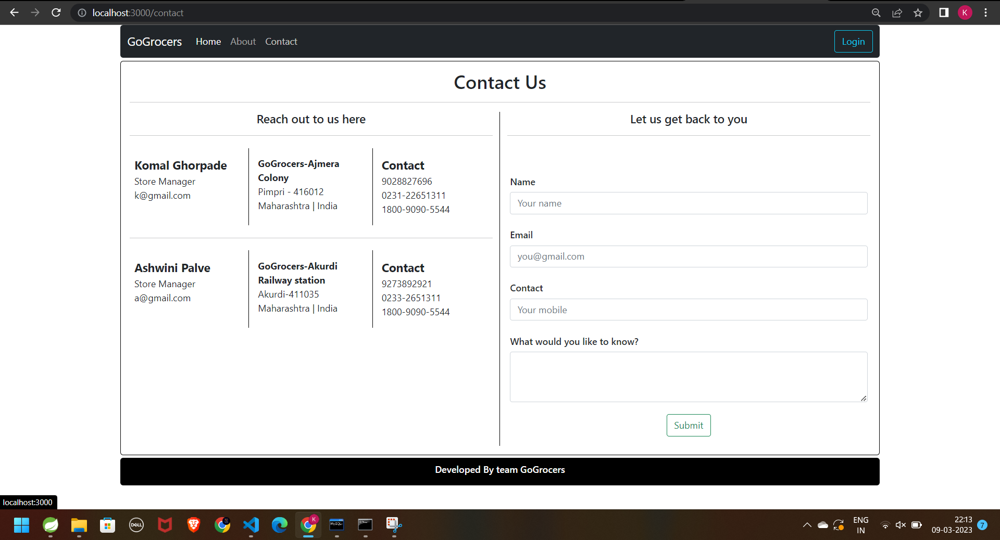 localhost:3000/contact
K
GoGrocers Home About Contact Login
Contact Us
Reach out to us here
Komal Ghorpade
Store Manager
k@gmail.com
GoGrocers-Ajmera
Colony
Pimpri - 416012
Maharashtra | India
Contact
9028827696
0231-22651311
1800-9090-5544
Ashwini Palve
Store Manager
a@gmail.com
GoGrocers-Akurdi
Railway station
Akurdi-411035
Maharashtra | India
Contact
9273892921
0233-2651311
1800-9090-5544
Let us get back to you
Name
Your name
Email
you@gmail.com
Contact
Your mobile
What would you like to know?
Submit
Developed By team GoGrocers
localhost:3000
DELL
K
MySQL
ENG
IN
22:13
09-03-2023
7